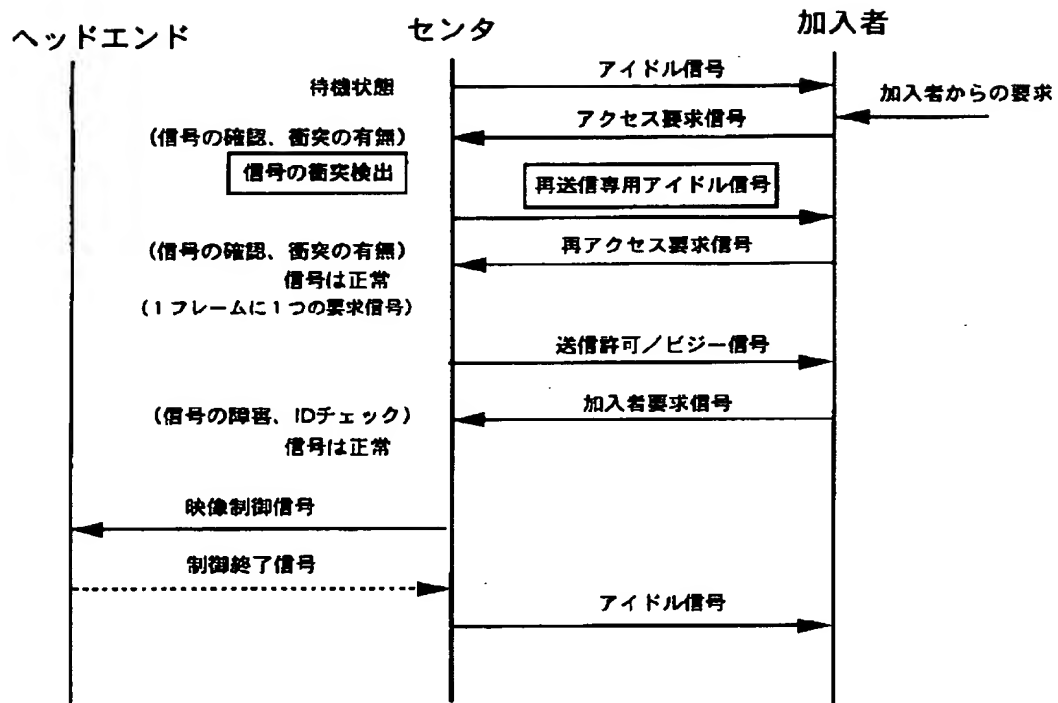 ヘッドエンド
センタ
加入者
待機状態
アイドル信号
加入者からの要求
アクセス要求信号
(信号の確認、衝突の有無)
信号の衝突検出
再送信専用アイドル信号
再アクセス要求信号
(信号の確認、衝突の有無)
信号は正常
(1フレームに1つの要求信号)
送信許可/ビジー信号
加入者要求信号
(信号の障害、IDチェック)
信号は正常
映像制御信号
制御終了信号
アイドル信号